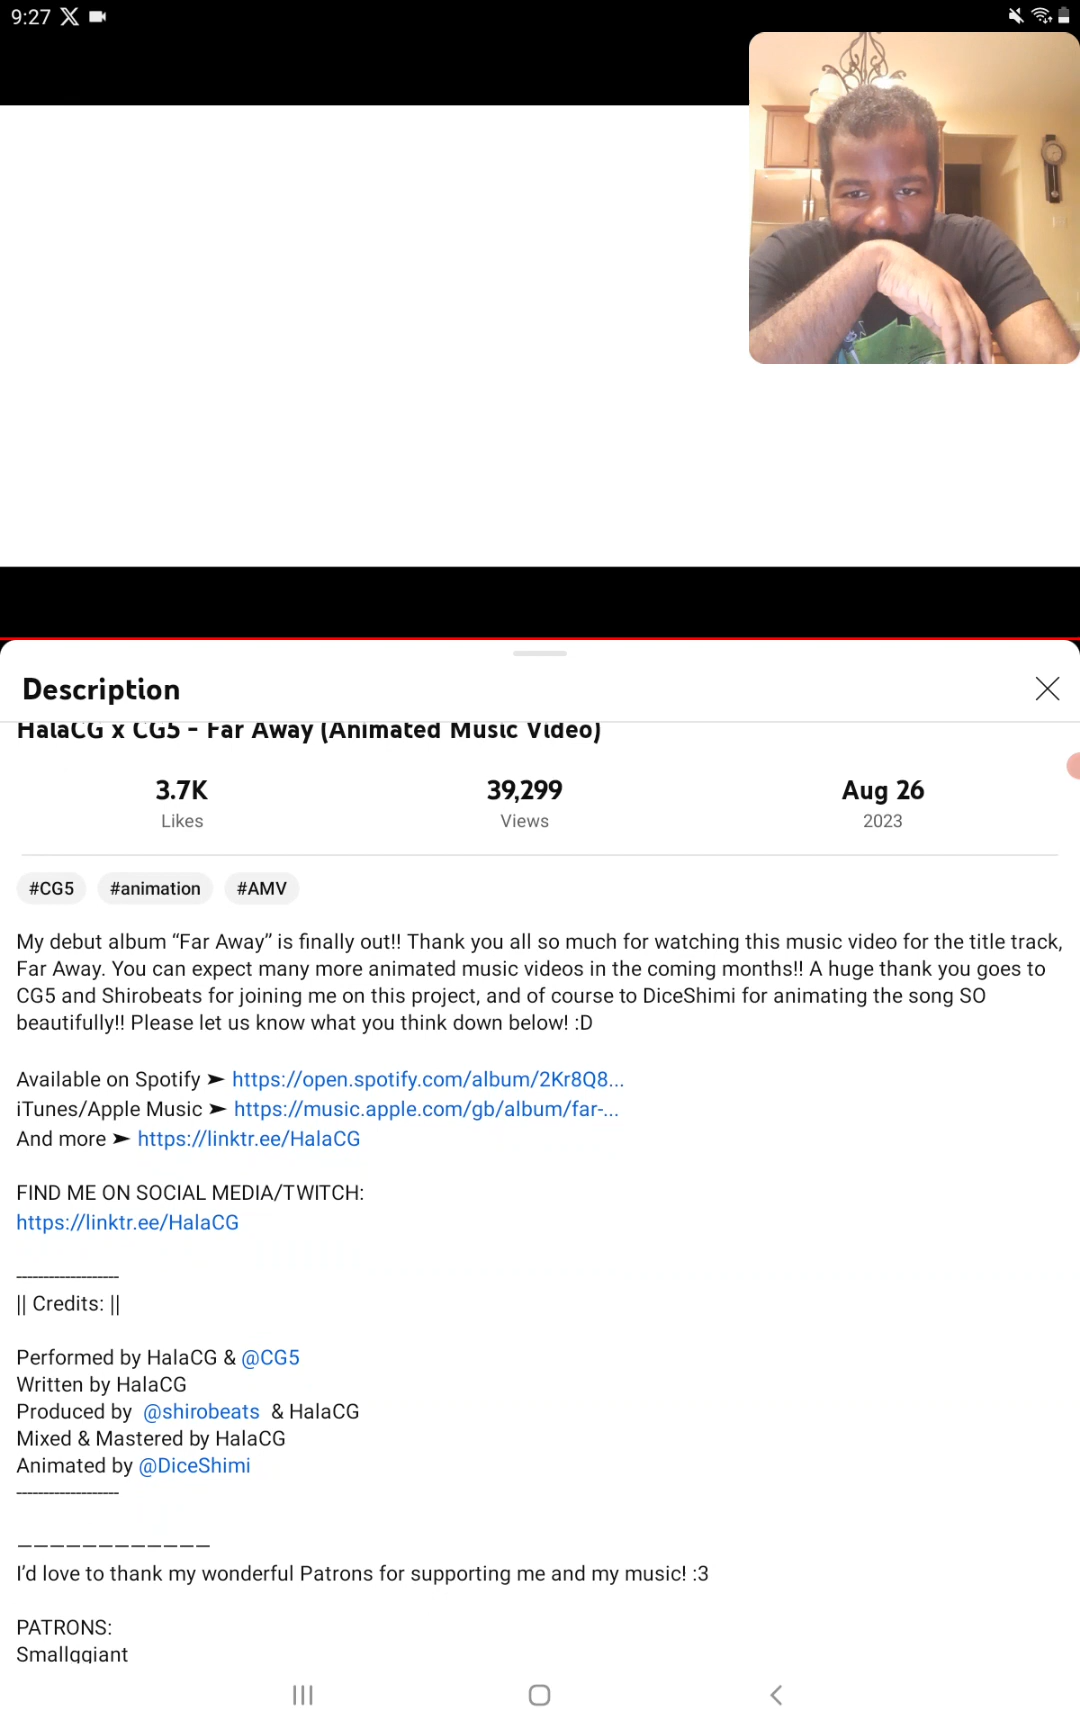 9:27
Description
HalaCG x CG5 - Far Away (Animated Music Video)
3.7K
Likes
39,299
Views
Aug 26
2023
#CG5
#animation
#AMV
My debut album “Far Away” is finally out!! Thank you all so much for watching this music video for the title track,
Far Away. You can expect many more animated music videos in the coming months!! A huge thank you goes to
CG5 and Shirobeats for joining me on this project, and of course to DiceShimi for animating the song SO
beautifully!! Please let us know what you think down below! :D
Available on Spotify ➤ https://open.spotify.com/album/2Kr8Q8...
iTunes/Apple Music ➤ https://music.apple.com/gb/album/far-...
And more ➤ https://linktr.ee/HalaCG
FIND ME ON SOCIAL MEDIA/TWITCH:
https://linktr.ee/HalaCG
-------------------
|| Credits: ||
Performed by HalaCG & @CG5
Written by HalaCG
Produced by @shirobeats & HalaCG
Mixed & Mastered by HalaCG
Animated by @DiceShimi
-------------------
————————————
I’d love to thank my wonderful Patrons for supporting me and my music! :3
PATRONS:
Smallggiant